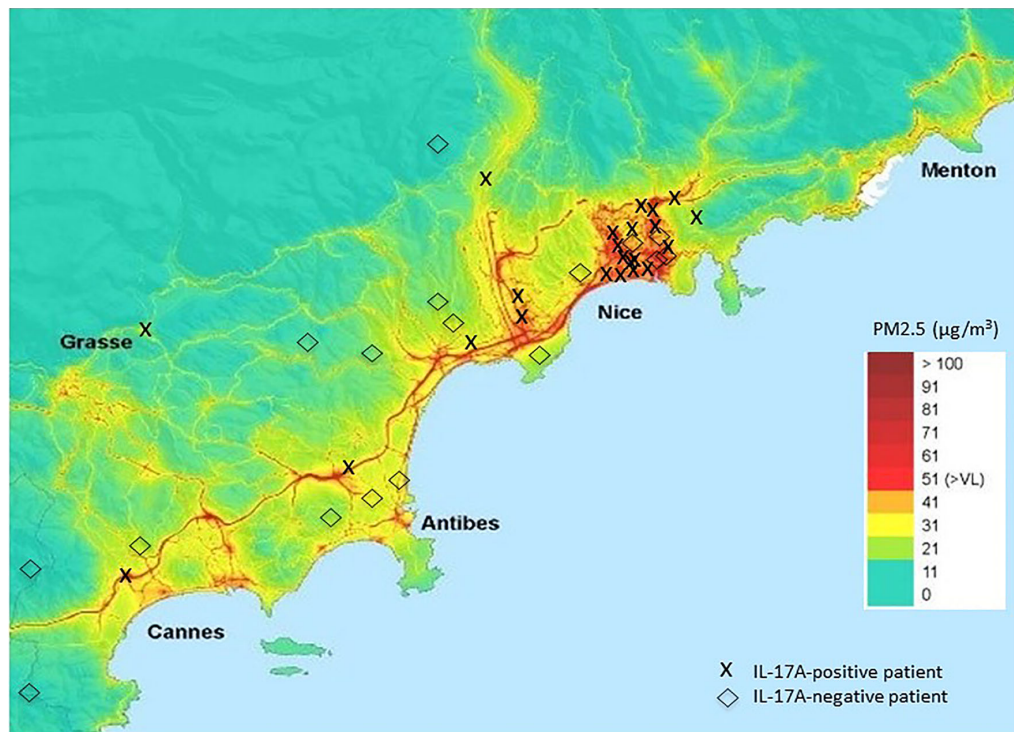 Menton
Nice
Grasse
PM2.5 (µg/m³)
> 100
91
81
71
61
51 (>VL)
41
31
21
11
0
Antibes
Cannes
X IL-17A-positive patient
◇ IL-17A-negative patient